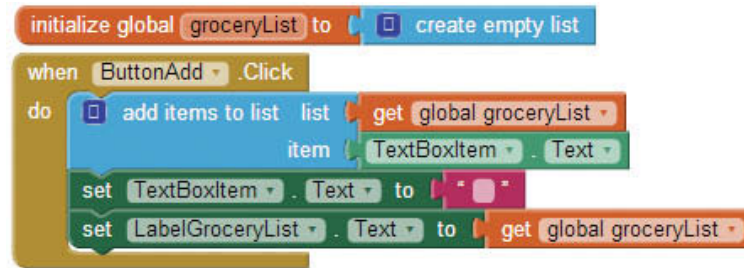 initialize global groceryList to create empty list
when ButtonAdd .Click
do add items to list list get global groceryList
item TextBoxItem . Text
set TextBoxItem . Text to " "
set LabelGroceryList . Text to get global groceryList